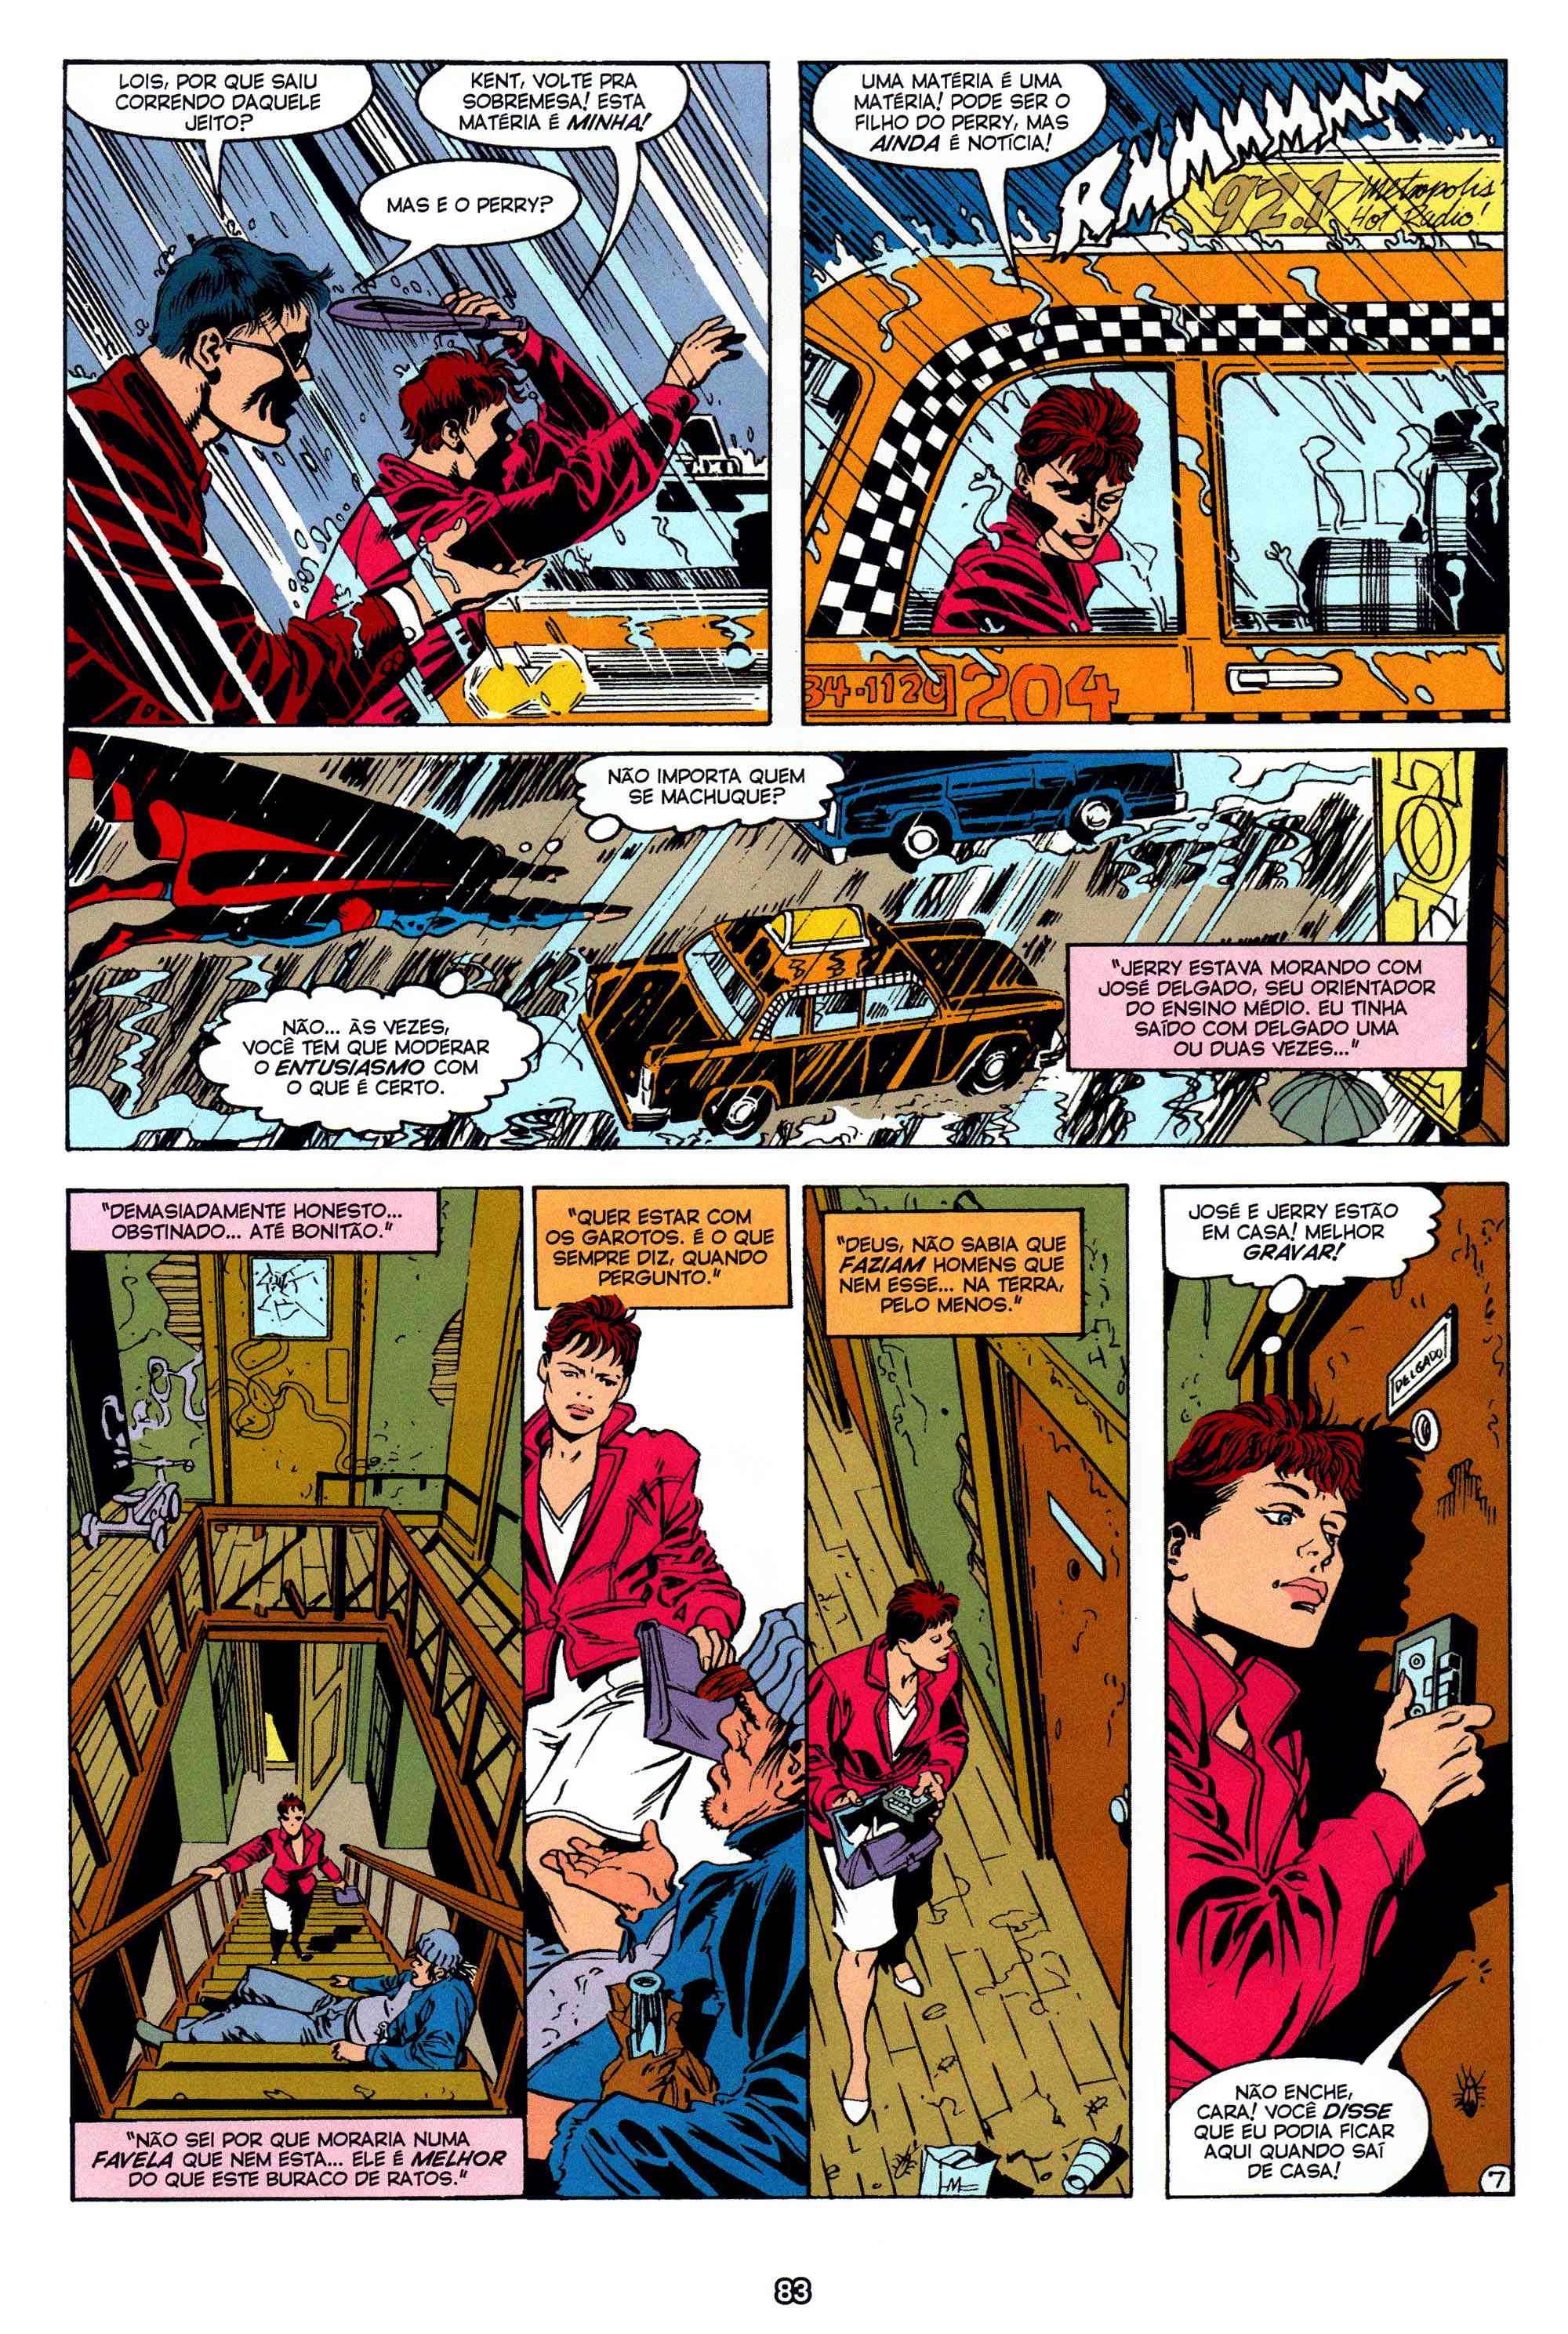 LOIS, POR QUE SAIU
CORRENDO DAQUELE
JEITO?
KENT, VOLTE PRA
SOBREMESA! ESTA
MATÉRIA É MINHA!
MAS E O PERRY?
UMA MATÉRIA É UMA
MATÉRIA! PODE SER O
FILHO DO PERRY, MAS
AINDA É NOTÍCIA!
RMMMMMM
92.1 Metropolis
Hot Radio!
34-1120 204
NÃO IMPORTA QUEM
SE MACHUQUE?
NÃO... ÀS VEZES,
VOCÊ TEM QUE MODERAR
O ENTUSIASMO COM
O QUE É CERTO.
"JERRY ESTAVA MORANDO COM
JOSÉ DELGADO, SEU ORIENTADOR
DO ENSINO MÉDIO. EU TINHA
SAÍDO COM DELGADO UMA
OU DUAS VEZES..."
"DEMASIADAMENTE HONESTO...
OBSTINADO... ATÉ BONITÃO."
"NÃO SEI POR QUE MORARIA NUMA
FAVELA QUE NEM ESTA... ELE É MELHOR
DO QUE ESTE BURACO DE RATOS."
"QUER ESTAR COM
OS GAROTOS. É O QUE
SEMPRE DIZ, QUANDO
PERGUNTO."
"DEUS, NÃO SABIA QUE
FAZIAM HOMENS QUE
NEM ESSE... NA TERRA,
PELO MENOS."
JOSÉ E JERRY ESTÃO
EM CASA! MELHOR
GRAVAR!
DELGADO
NÃO ENCHE,
CARA! VOCÊ DISSE
QUE EU PODIA FICAR
AQUI QUANDO SAÍ
DE CASA!
7
83